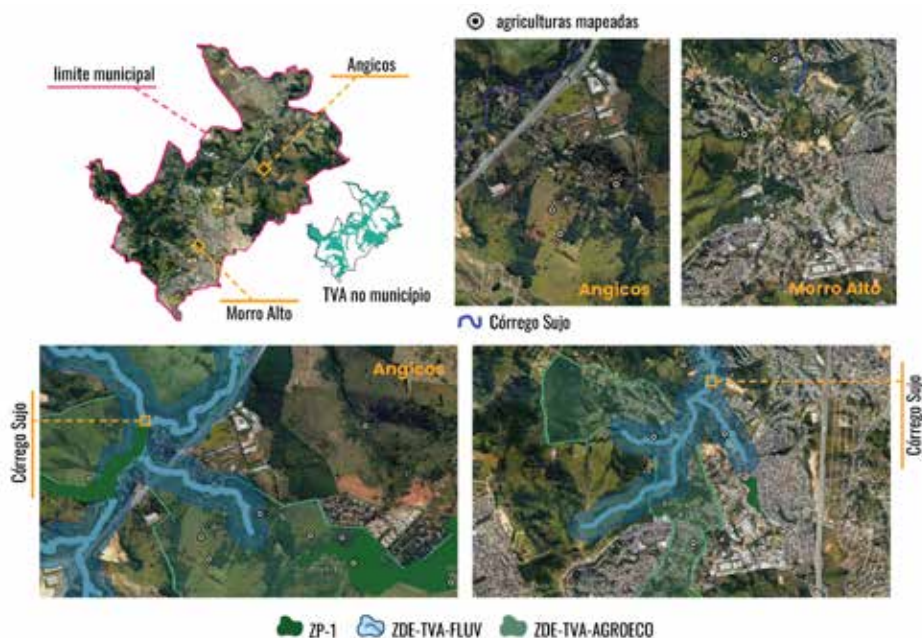 agriculturas mapeadas
limite municipal
Angicos
TVA no município
Morro Alto
Angicos
Morro Alto
Córrego Sujo
Córrego Sujo
Angicos
Córrego Sujo
ZP-1
ZDE-TVA-FLUV
ZDE-TVA-AGROECO